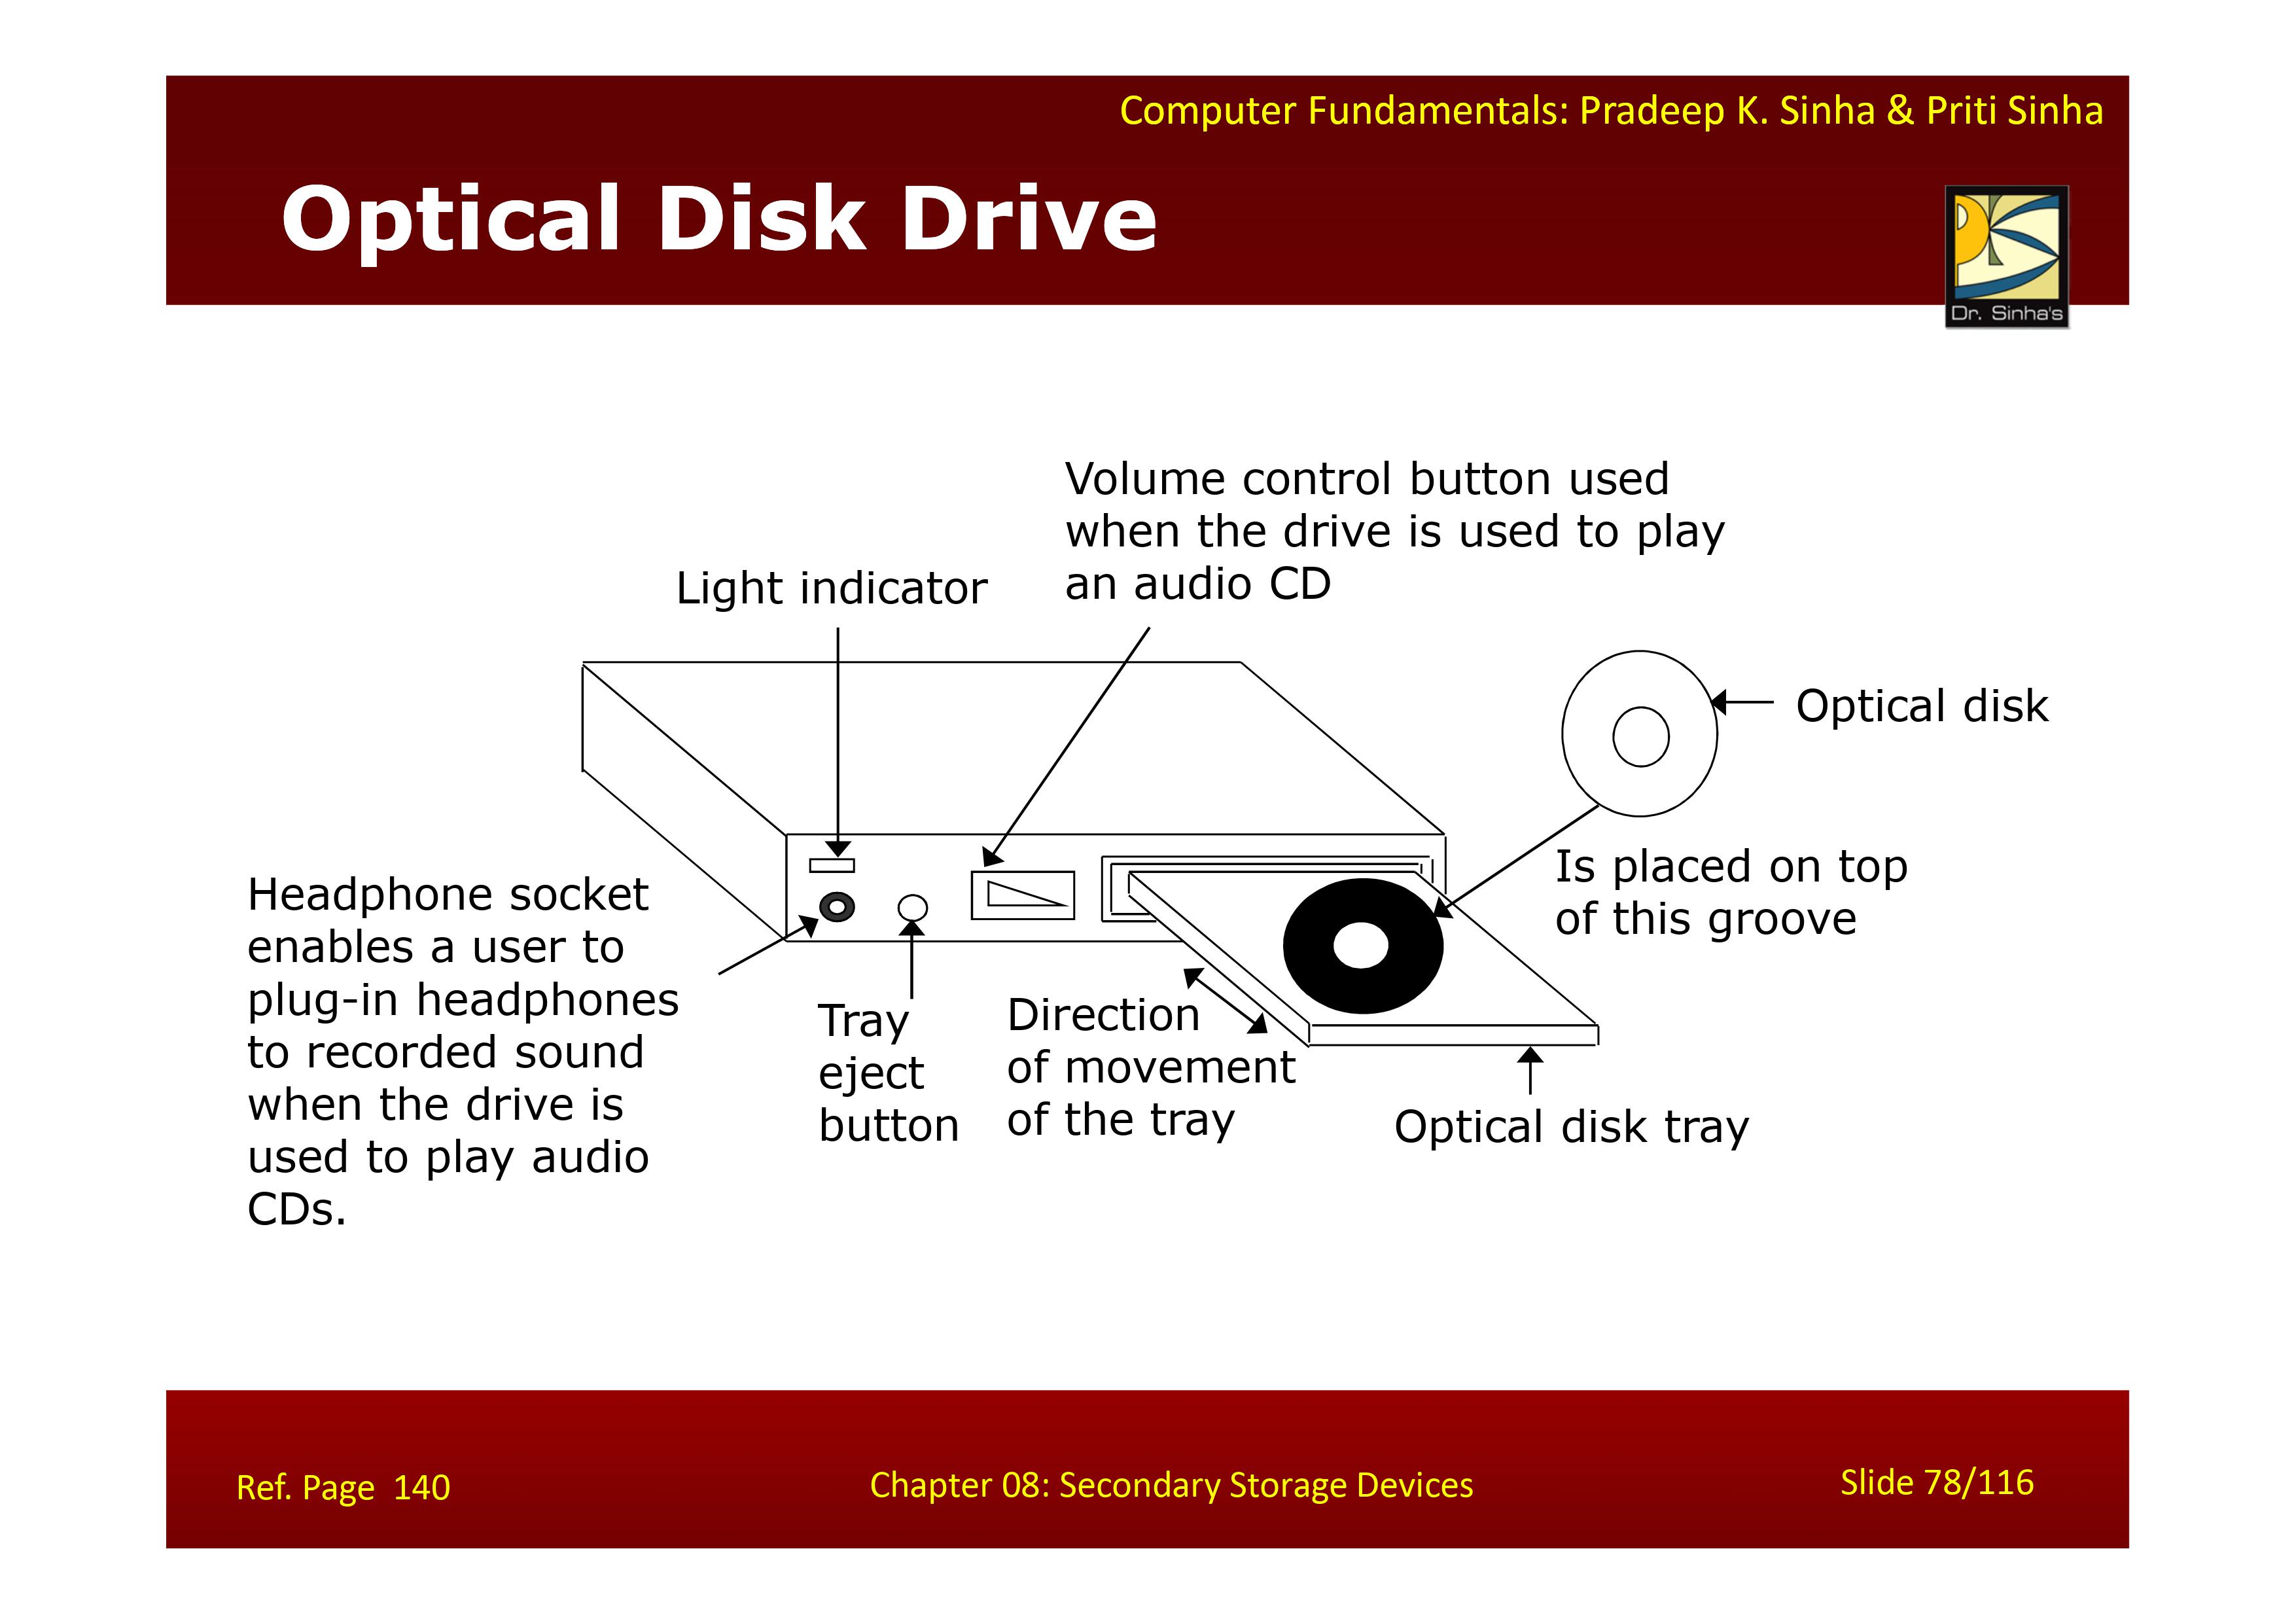 Computer Fundamentals: Pradeep K. Sinha & Priti Sinha
Optical Disk Drive
Dr. Sinha's
Volume control button used
when the drive is used to play
an audio CD
Light indicator
Optical disk
Is placed on top
of this groove
Headphone socket
enables a user to
plug-in headphones
to recorded sound
when the drive is
used to play audio
CDs.
Tray
eject
button
Direction
of movement
of the tray
Optical disk tray
Ref. Page 140
Chapter 08: Secondary Storage Devices
Slide 78/116